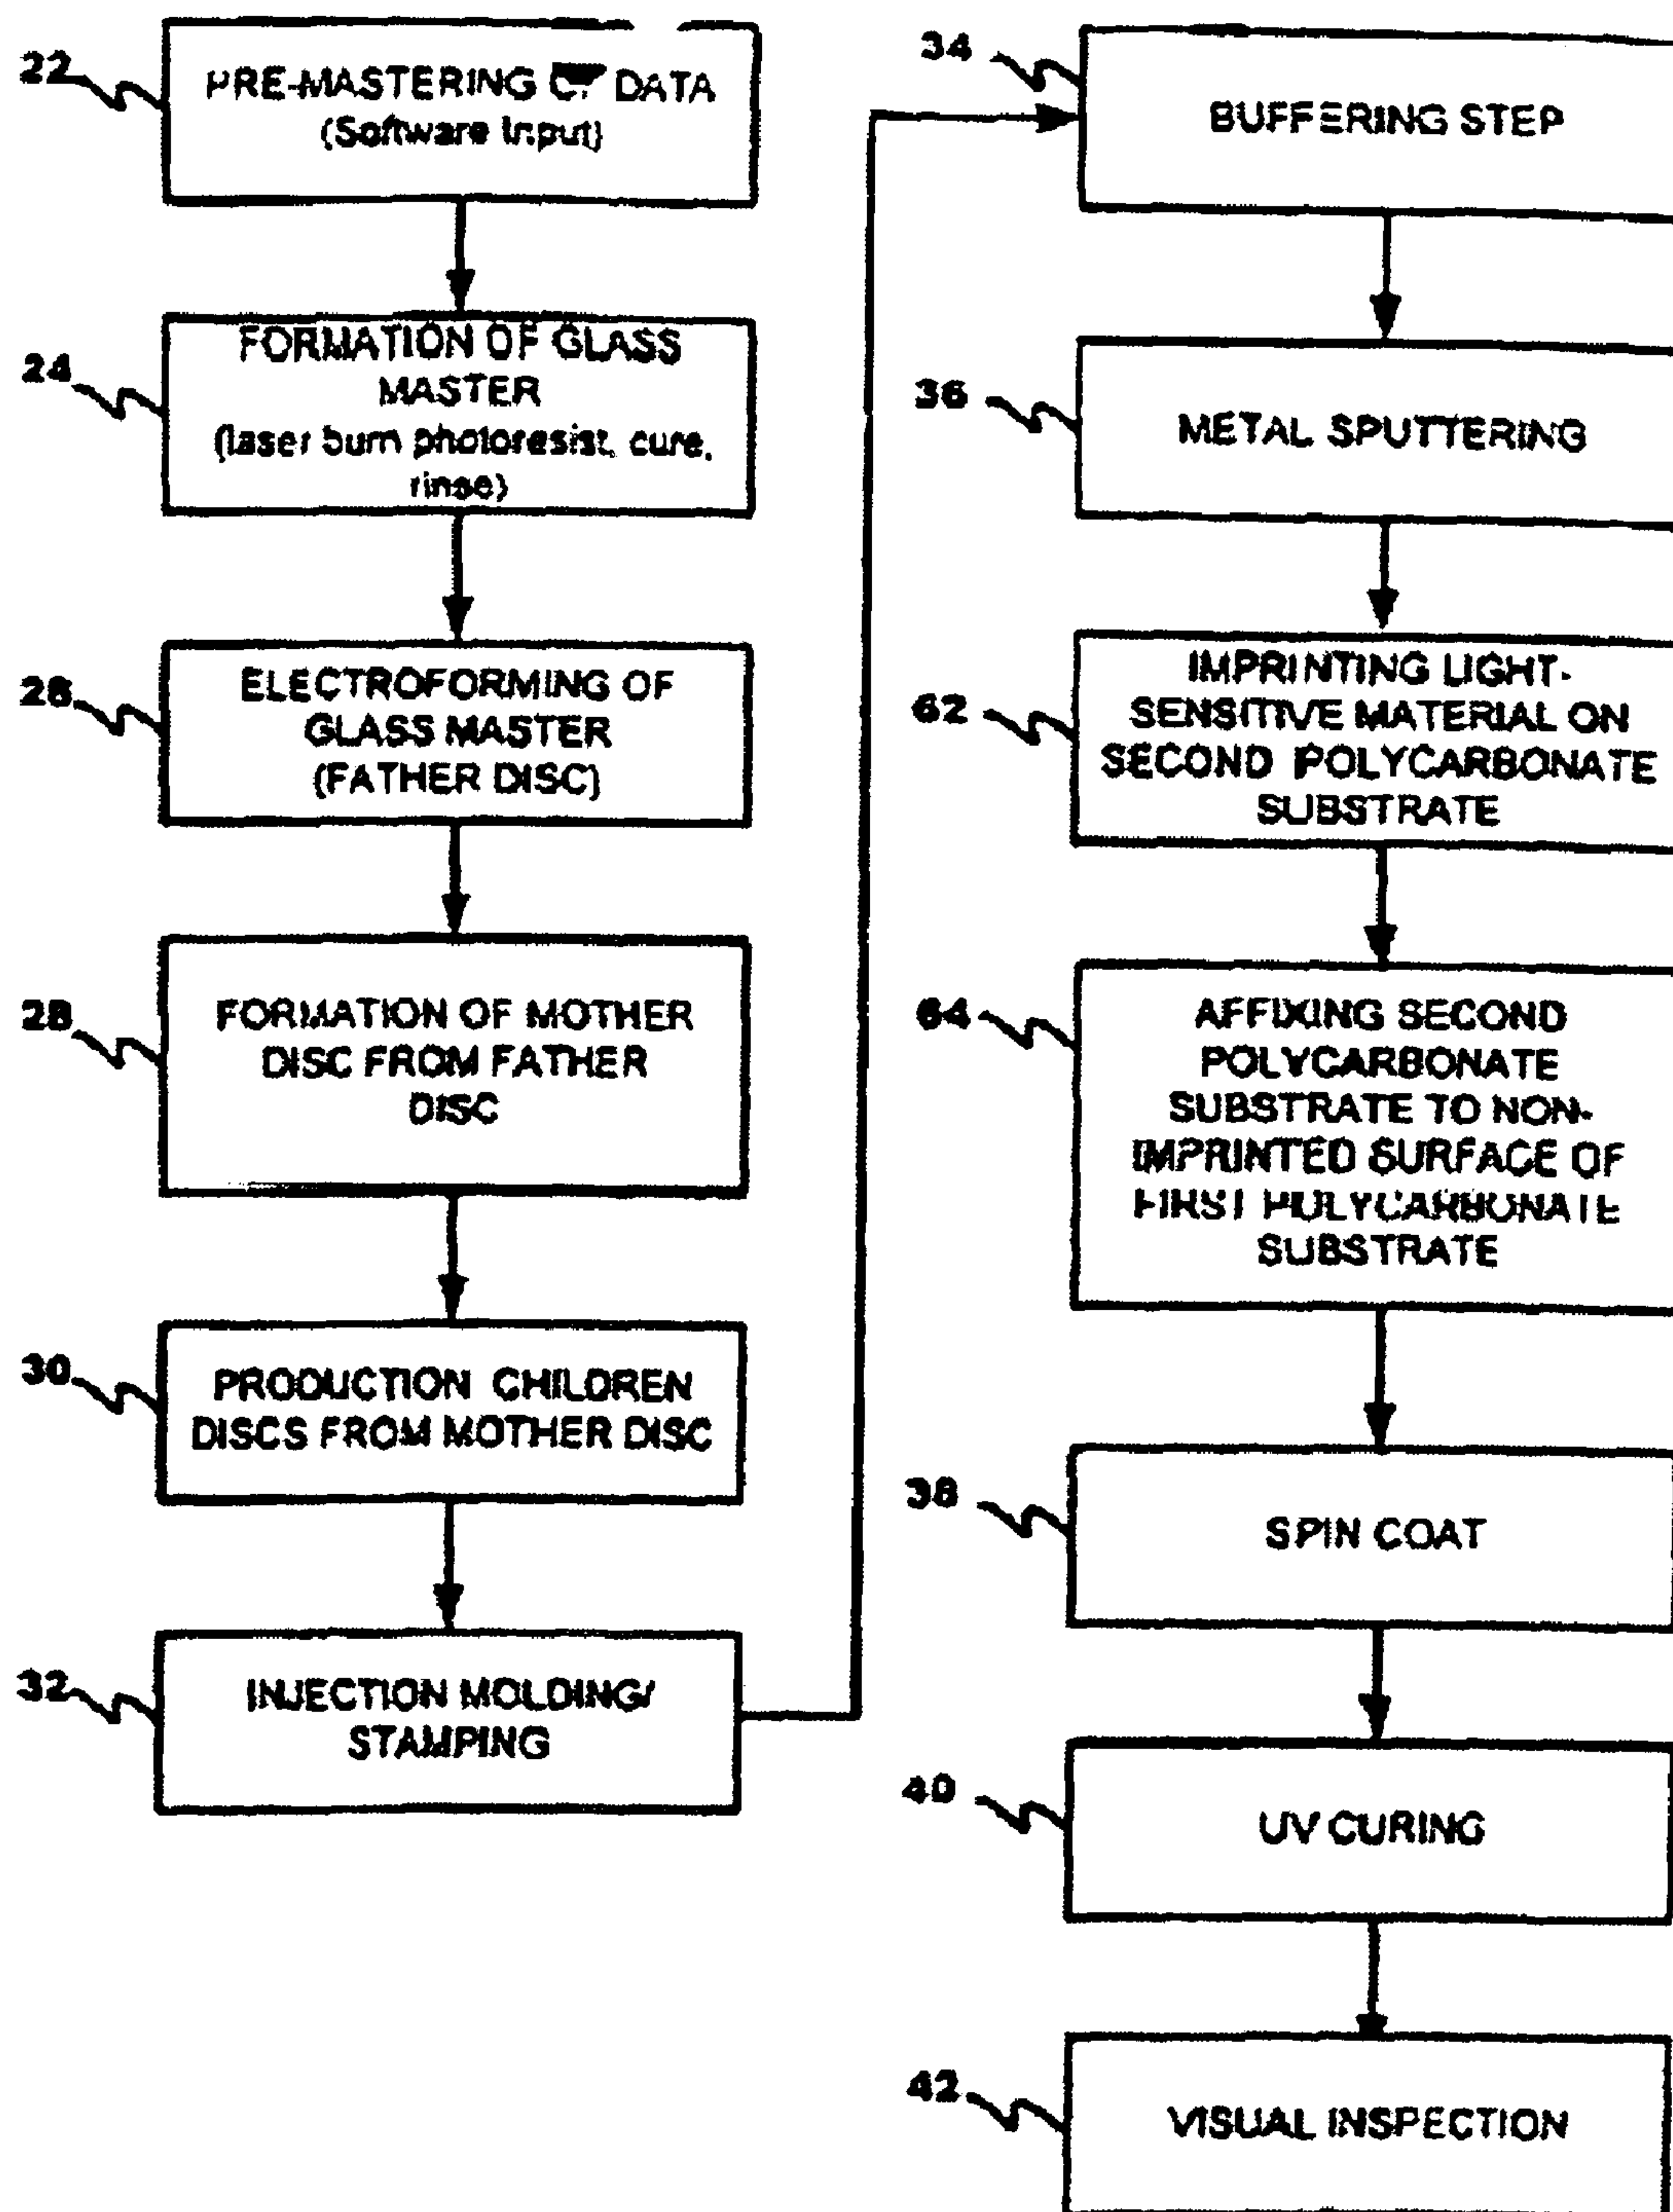 22
PRE-MASTERING OF DATA
(Software Input)
24
FORMATION OF GLASS
MASTER
(laser burn photoresist, cure,
rinse)
26
ELECTROFORMING OF
GLASS MASTER
(FATHER DISC)
28
FORMATION OF MOTHER
DISC FROM FATHER
DISC
30
PRODUCTION CHILDREN
DISCS FROM MOTHER DISC
32
INJECTION MOLDING/
STAMPING
34
BUFFERING STEP
36
METAL SPUTTERING
62
IMPRINTING LIGHT-
SENSITIVE MATERIAL ON
SECOND POLYCARBONATE
SUBSTRATE
64
AFFIXING SECOND
POLYCARBONATE
SUBSTRATE TO NON-
IMPRINTED SURFACE OF
FIRST POLYCARBONATE
SUBSTRATE
38
SPIN COAT
40
UV CURING
42
VISUAL INSPECTION